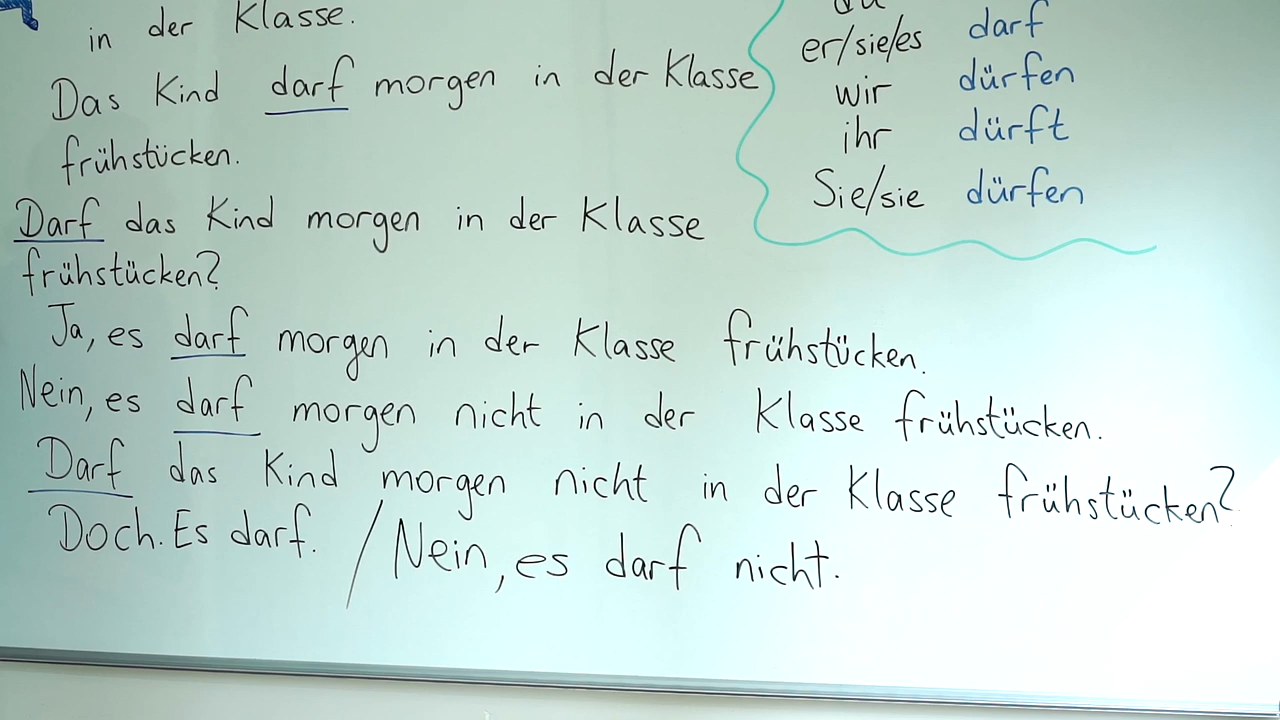 in der Klasse.
Das Kind darf morgen in der Klasse
frühstücken.
Darf das Kind morgen in der Klasse
frühstücken?
Ja, es darf morgen in der Klasse frühstücken.
Nein, es darf morgen nicht in der Klasse frühstücken.
Darf das Kind morgen nicht in der Klasse frühstücken?
Doch. Es darf. / Nein, es darf nicht.
du
er/sie/es darf
wir dürfen
ihr dürft
Sie/sie dürfen